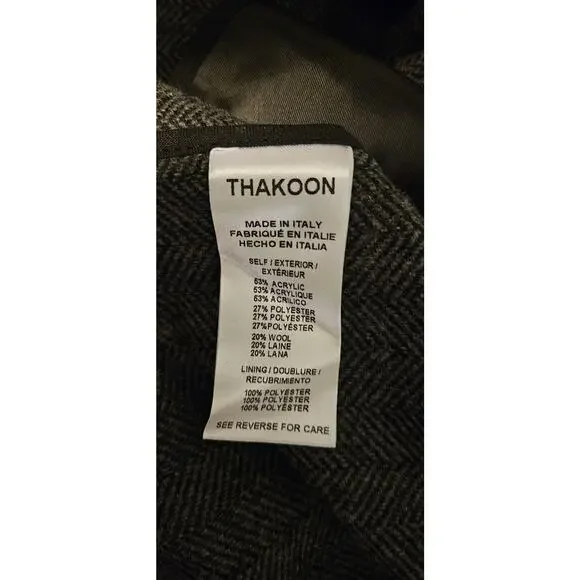 THAKOON
MADE IN ITALY
FABRIQUÉ EN ITALIE
HECHO EN ITALIA
SELF / EXTERIOR /
EXTÉRIEUR
53% ACRYLIC
53% ACRYLIQUE
53% ACRILICO
27% POLYESTER
27% POLYESTER
27%POLYÉSTER
20% WOOL
20% LAINE
20% LANA
LINING / DOUBLURE /
RECUBRIMIENTO
100% POLYESTER
100% POLYESTER
100% POLYÉSTER
SEE REVERSE FOR CARE